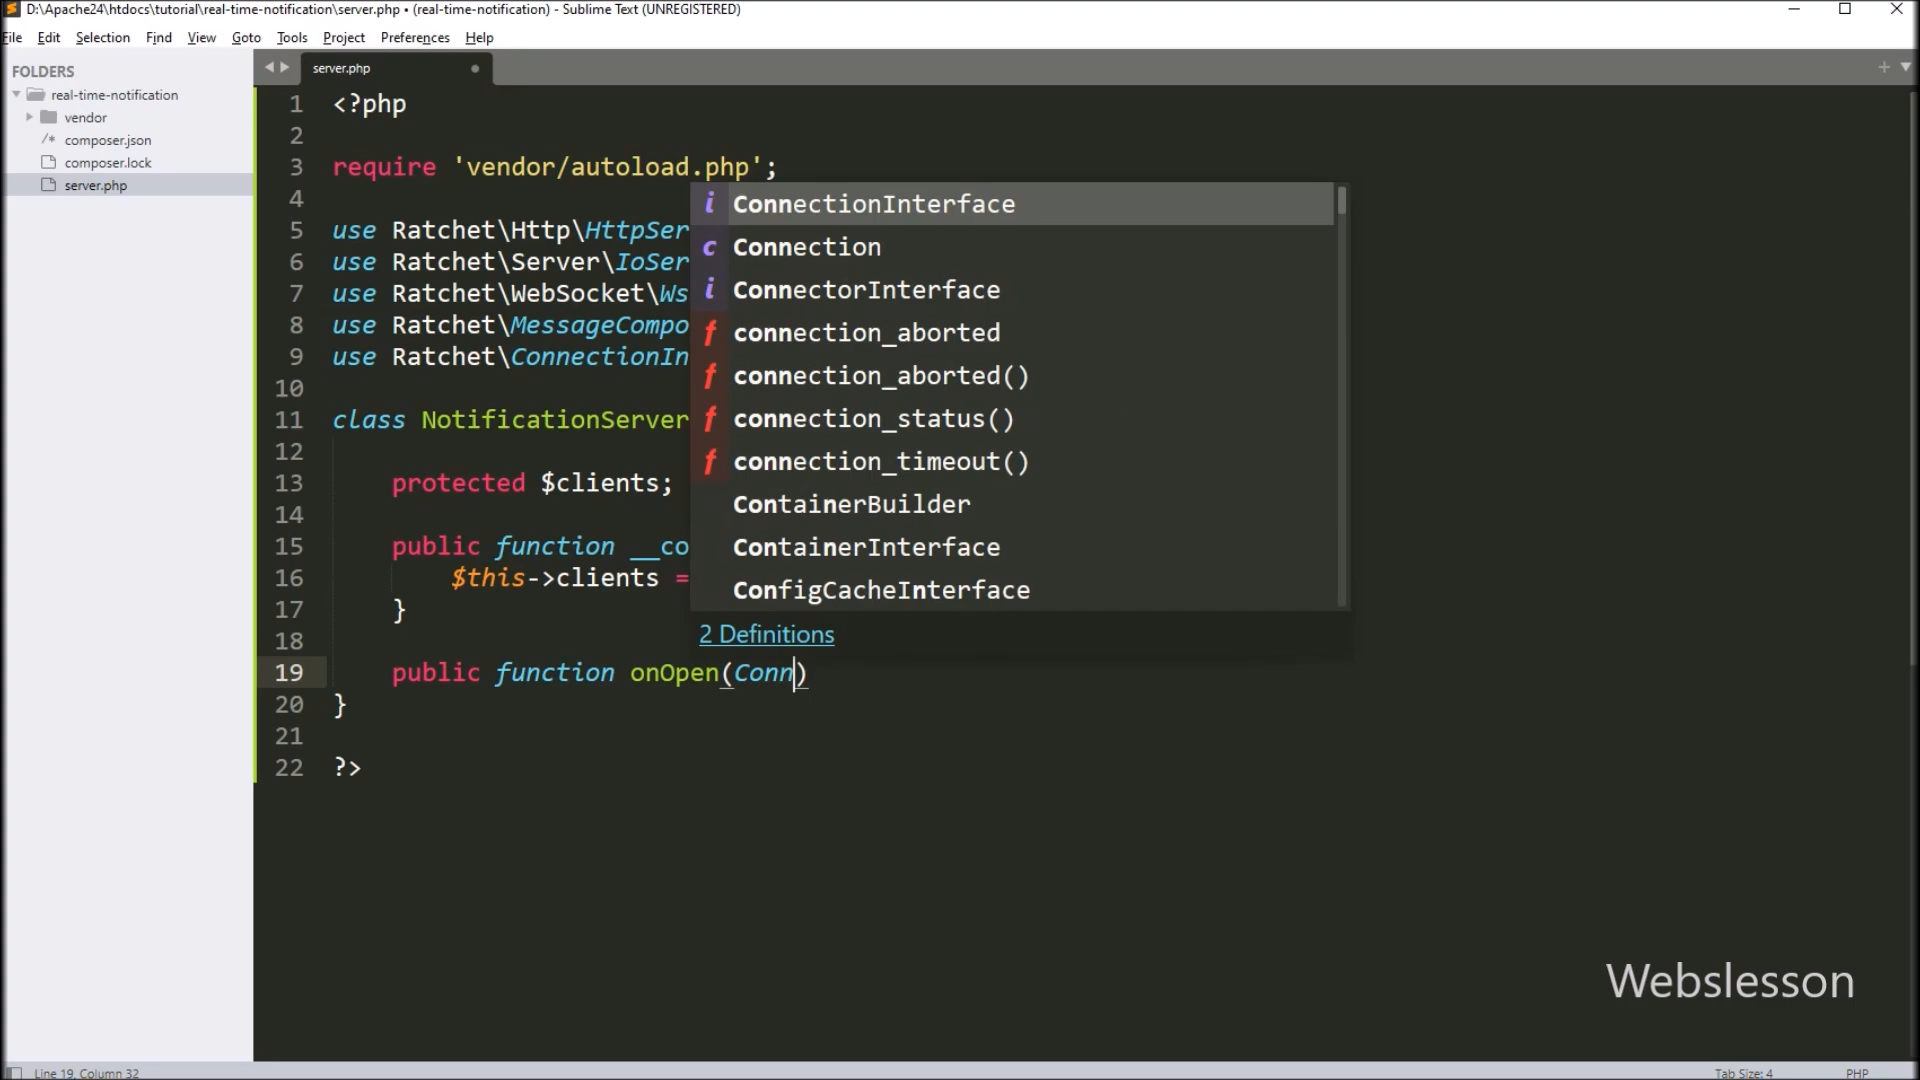 D:\Apache24\htdocs\tutorial\real-time-notification\server.php • (real-time-notification) - Sublime Text (UNREGISTERED)
File Edit Selection Find View Goto Tools Project Preferences Help
FOLDERS
real-time-notification
vendor
composer.json
composer.lock
server.php
server.php
1 <?php
2
3 require 'vendor/autoload.php';
4
5 use Ratchet\Http\HttpSer
6 use Ratchet\Server\IoSer
7 use Ratchet\WebSocket\Ws
8 use Ratchet\MessageCompo
9 use Ratchet\ConnectionIn
10
11 class NotificationServer
12
13 protected $clients;
14
15 public function __co
16 $this->clients =
17 }
18
19 public function onOpen(Conn)
20 }
21
22 ?>
i ConnectionInterface
c Connection
i ConnectorInterface
f connection_aborted
f connection_aborted()
f connection_status()
f connection_timeout()
ContainerBuilder
ContainerInterface
ConfigCacheInterface
2 Definitions
Webslesson
Line 19, Column 32
Tab Size: 4
PHP